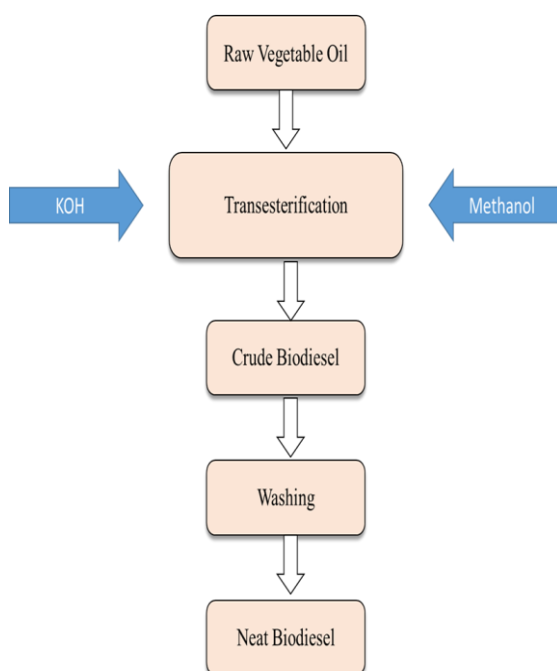 Raw Vegetable Oil
KOH
Transesterification
Methanol
Crude Biodiesel
Washing
Neat Biodiesel